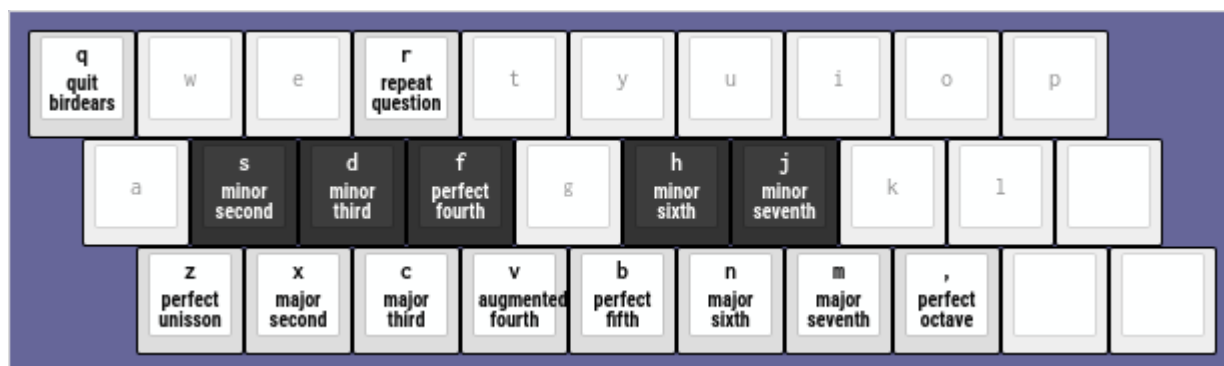 q w e r t y u i o p
quit birdears
repeat question
a s d f g h j k l
minor second
minor third
perfect fourth
minor sixth
minor seventh
z x c v b n m ,
perfect unisson
major second
major third
augmented fourth
perfect fifth
major sixth
major seventh
perfect octave